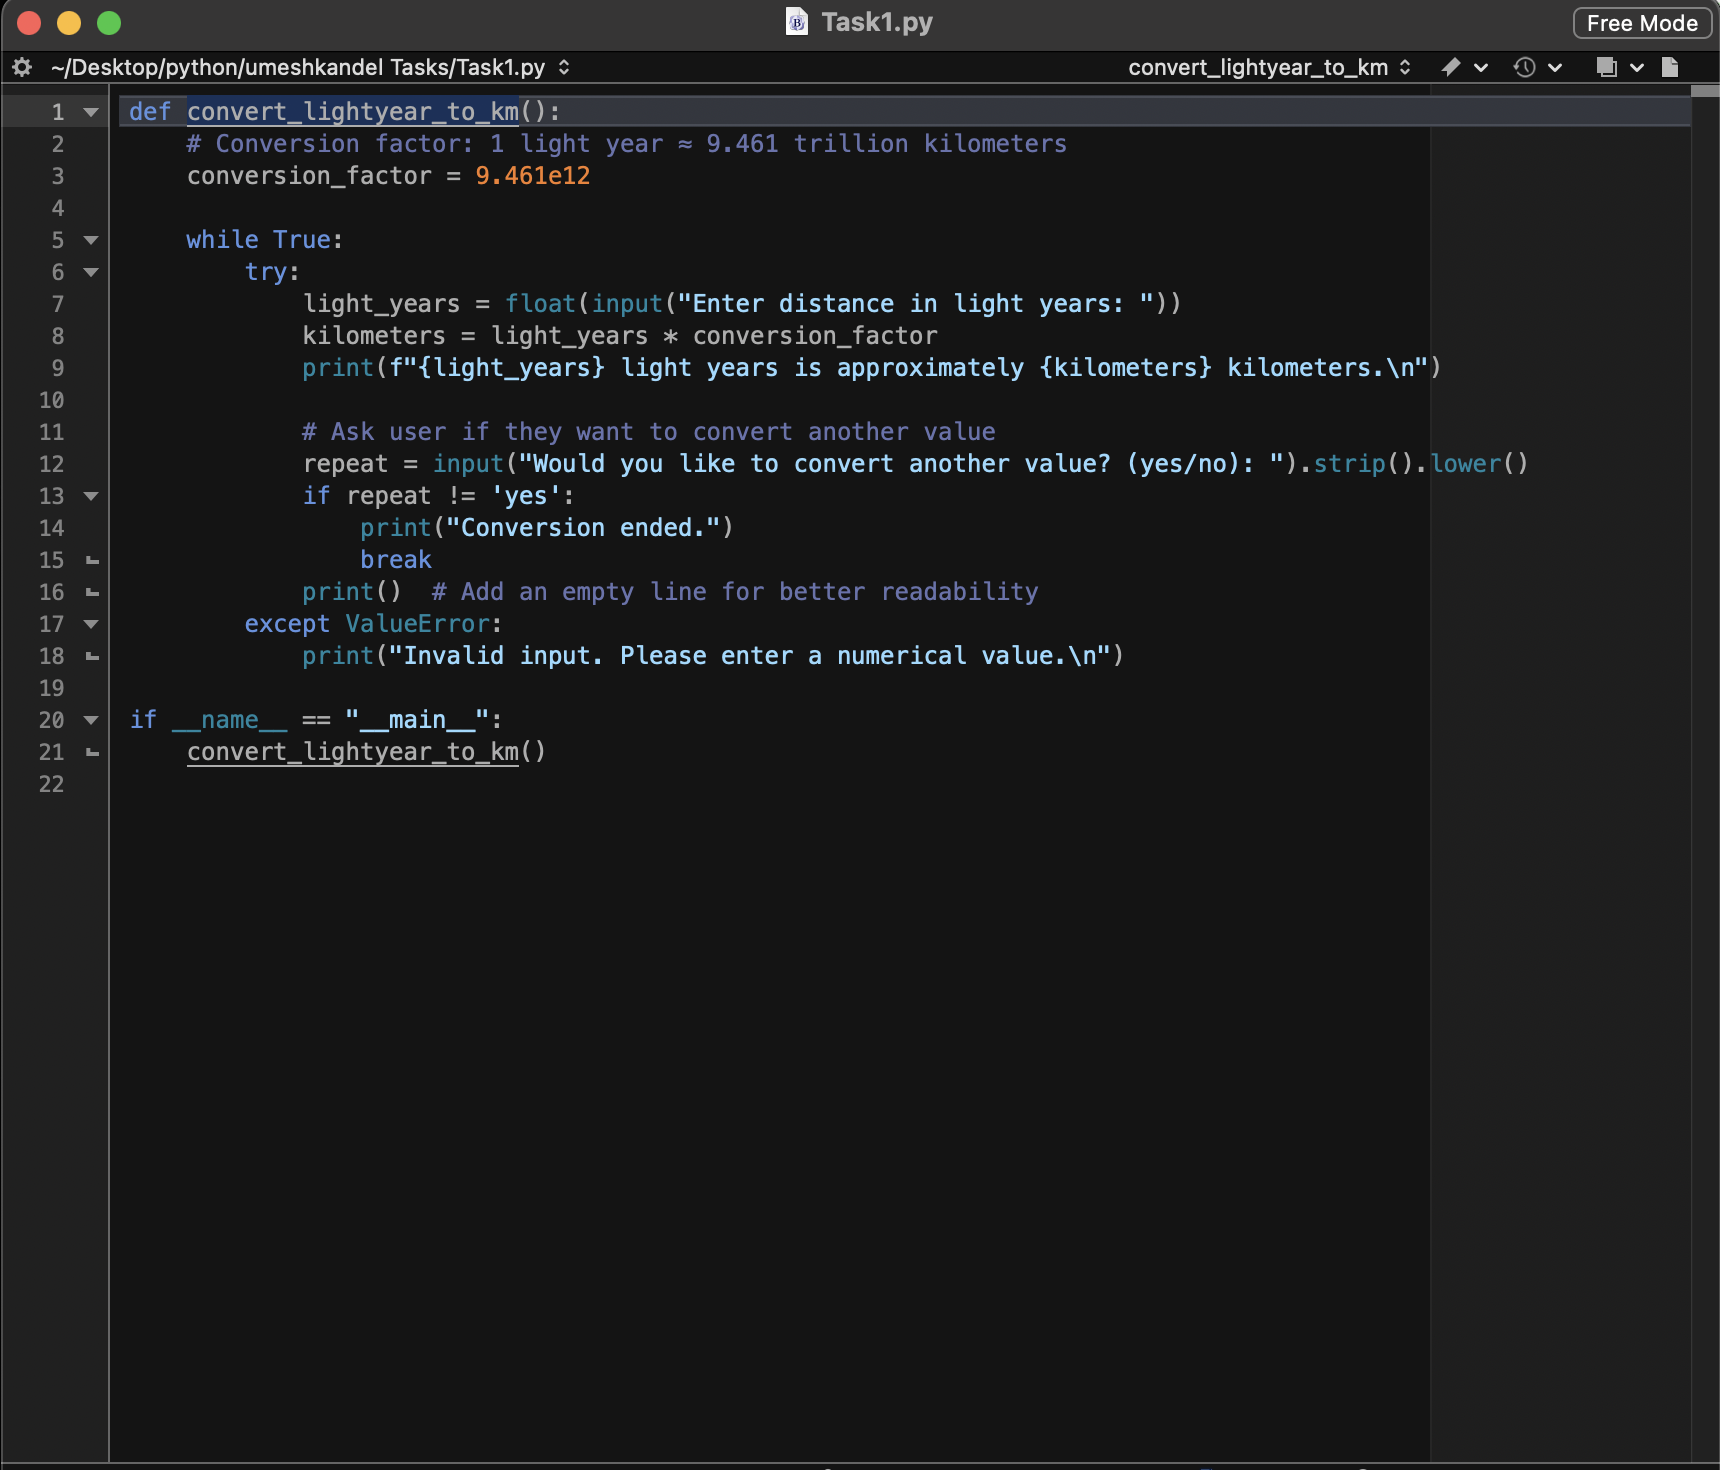 Task1.py
Free Mode
~/Desktop/python/umeshkandel Tasks/Task1.py
convert_lightyear_to_km
1 def convert_lightyear_to_km():
2     # Conversion factor: 1 light year ≈ 9.461 trillion kilometers
3     conversion_factor = 9.461e12
4
5     while True:
6         try:
7             light_years = float(input("Enter distance in light years: "))
8             kilometers = light_years * conversion_factor
9             print(f"{light_years} light years is approximately {kilometers} kilometers.\n")
10
11             # Ask user if they want to convert another value
12             repeat = input("Would you like to convert another value? (yes/no): ").strip().lower()
13             if repeat != 'yes':
14                 print("Conversion ended.")
15                 break
16             print()  # Add an empty line for better readability
17         except ValueError:
18             print("Invalid input. Please enter a numerical value.\n")
19
20 if __name__ == "__main__":
21     convert_lightyear_to_km()
22